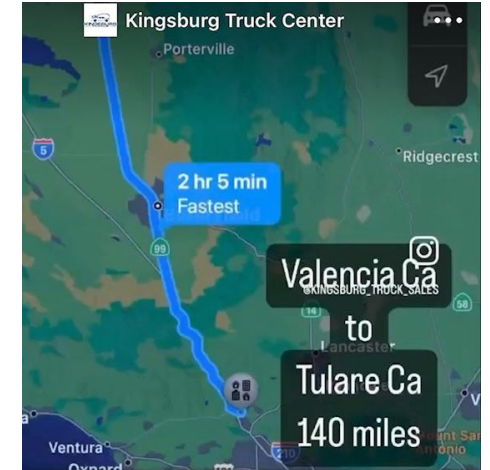 Kingsburg Truck Center
Porterville
5
Ridgecrest
2 hr 5 min
Fastest
99
Valencia Ca
@KINGSBURG_TRUCK_SALES
58
14
to
Lancaster
Tulare Ca
140 miles
Ventura
210
Oxnard